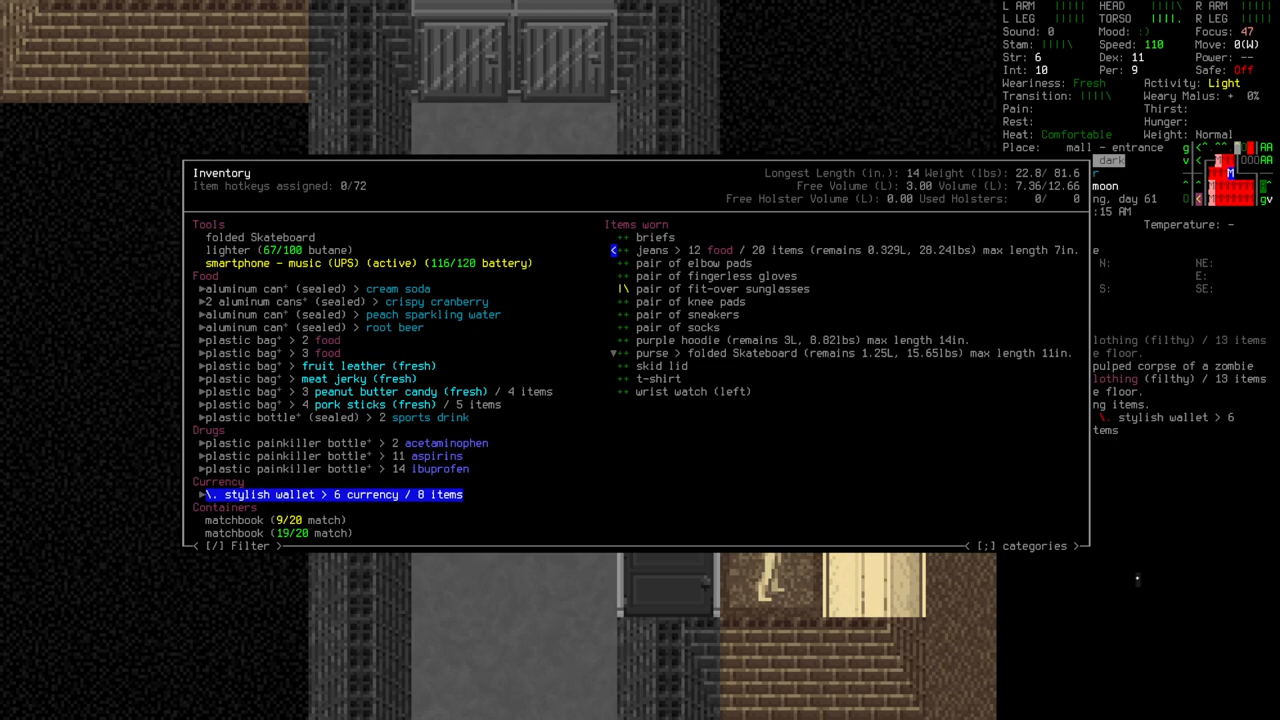 L ARM ||||| HEAD ||||\ R ARM |||||
L LEG ||||| TORSO ||||. R LEG |||||
Sound: 0 Mood: :) Focus: 47
Stam: ||||\ Speed: 110 Move: 0(W)
Str: 6 Dex: 11 Power: --
Int: 10 Per: 9 Safe: Off
Weariness: Fresh Activity: Light
Transition: ||||\ Weary Malus: + 0%
Pain: Thirst:
Rest: Hunger:
Heat: Comfortable Weight: Normal
Place: mall - entrance
dark
moon
ng, day 61
:15 AM
Temperature: -
N: NE:
E:
S: SE:
lothing (filthy) / 13 items
e floor.
pulped corpse of a zombie
lothing (filthy) / 13 items
e floor.
ng items.
\. stylish wallet > 6
tems
Inventory
Item hotkeys assigned: 0/72
Longest Length (in.): 14 Weight (lbs): 22.8/ 81.6
Free Volume (L): 3.00 Volume (L): 7.36/12.66
Free Holster Volume (L): 0.00 Used Holsters: 0/ 0
Tools
folded Skateboard
lighter (67/100 butane)
smartphone - music (UPS) (active) (116/120 battery)
Food
▶aluminum can⁺ (sealed) > cream soda
▶2 aluminum cans⁺ (sealed) > crispy cranberry
▶aluminum can⁺ (sealed) > peach sparkling water
▶aluminum can⁺ (sealed) > root beer
▶plastic bag⁺ > 2 food
▶plastic bag⁺ > 3 food
▶plastic bag⁺ > fruit leather (fresh)
▶plastic bag⁺ > meat jerky (fresh)
▶plastic bag⁺ > 3 peanut butter candy (fresh) / 4 items
▶plastic bag⁺ > 4 pork sticks (fresh) / 5 items
▶plastic bottle⁺ (sealed) > 2 sports drink
Drugs
▶plastic painkiller bottle⁺ > 2 acetaminophen
▶plastic painkiller bottle⁺ > 11 aspirins
▶plastic painkiller bottle⁺ > 14 ibuprofen
Currency
▶\. stylish wallet > 6 currency / 8 items
Containers
matchbook (9/20 match)
matchbook (19/20 match)
Items worn
++ briefs
< ++ jeans > 12 food / 20 items (remains 0.329L, 28.24lbs) max length 7in.
++ pair of elbow pads
++ pair of fingerless gloves
|\ pair of fit-over sunglasses
++ pair of knee pads
++ pair of sneakers
++ pair of socks
++ purple hoodie (remains 3L, 8.82lbs) max length 14in.
▼++ purse > folded Skateboard (remains 1.25L, 15.65lbs) max length 11in.
++ skid lid
++ t-shirt
++ wrist watch (left)
< [/] Filter >
< [;] categories >